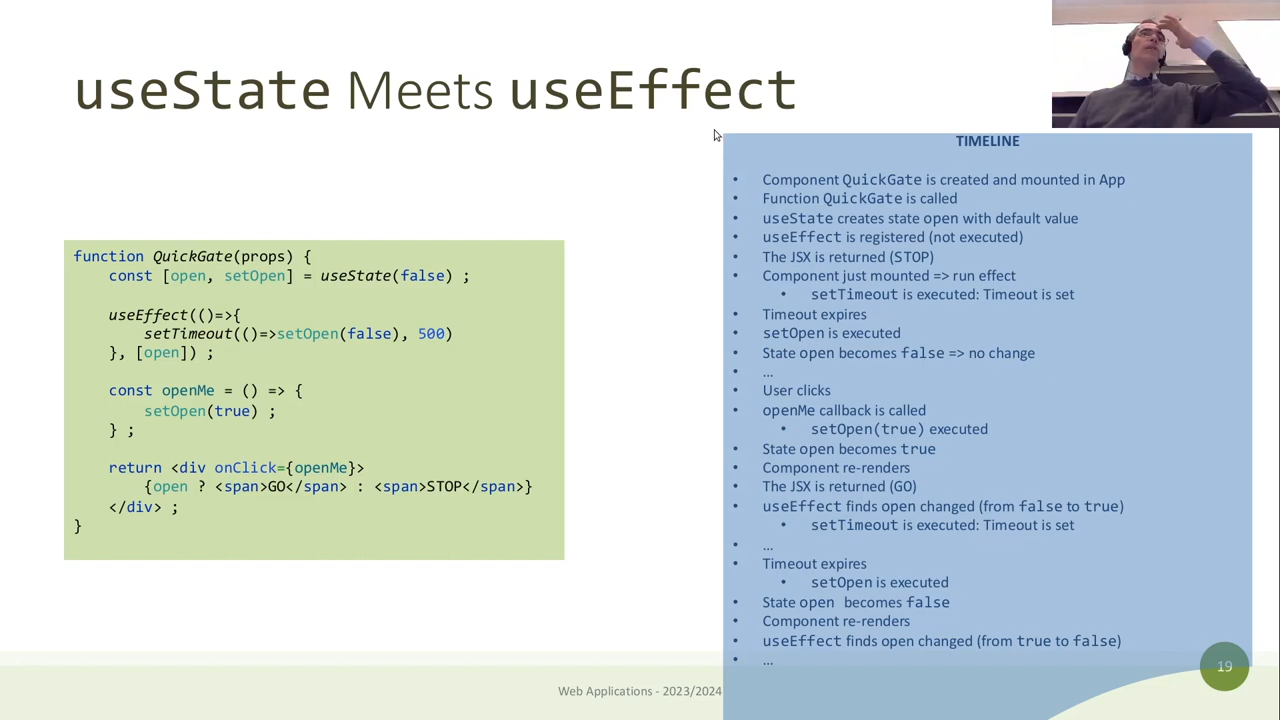 useState Meets useEffect
function QuickGate(props) {
const [open, setOpen] = useState(false) ;
useEffect(()=>{
setTimeout(()=>setOpen(false), 500)
}, [open]) ;
const openMe = () => {
setOpen(true) ;
} ;
return <div onClick={openMe}>
{open ? <span>GO</span> : <span>STOP</span>}
</div> ;
}
TIMELINE
• Component QuickGate is created and mounted in App
• Function QuickGate is called
• useState creates state open with default value
• useEffect is registered (not executed)
• The JSX is returned (STOP)
• Component just mounted => run effect
• setTimeout is executed: Timeout is set
• Timeout expires
• setOpen is executed
• State open becomes false => no change
• …
• User clicks
• openMe callback is called
• setOpen(true) executed
• State open becomes true
• Component re-renders
• The JSX is returned (GO)
• useEffect finds open changed (from false to true)
• setTimeout is executed: Timeout is set
• …
• Timeout expires
• setOpen is executed
• State open becomes false
• Component re-renders
• useEffect finds open changed (from true to false)
• …
Web Applications - 2023/2024
19